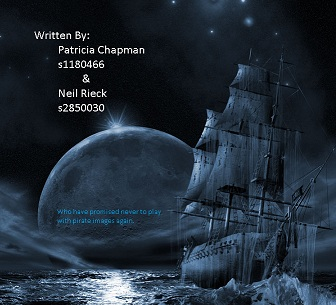 Written By:
Patricia Chapman
s1180466
&
Neil Rieck
s2850030
Who have promised never to play
with pirate images again.